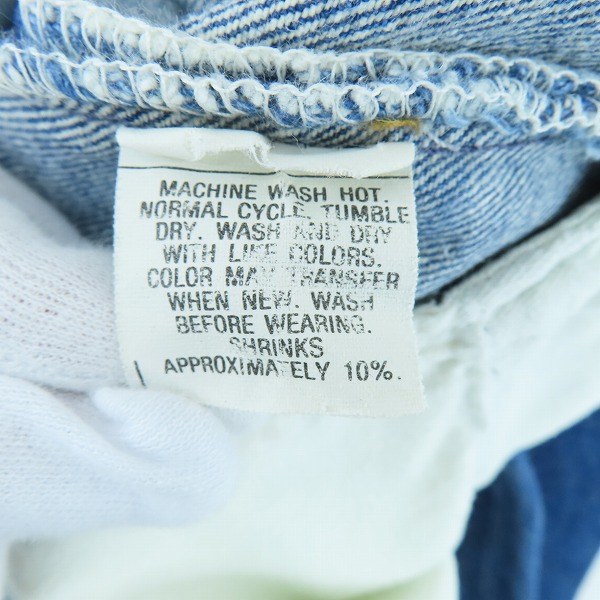 MACHINE WASH HOT.
NORMAL CYCLE. TUMBLE
DRY. WASH AND DRY
WITH LIKE COLORS.
COLOR MAY TRANSFER
WHEN NEW. WASH
BEFORE WEARING.
SHRINKS
APPROXIMATELY 10%.